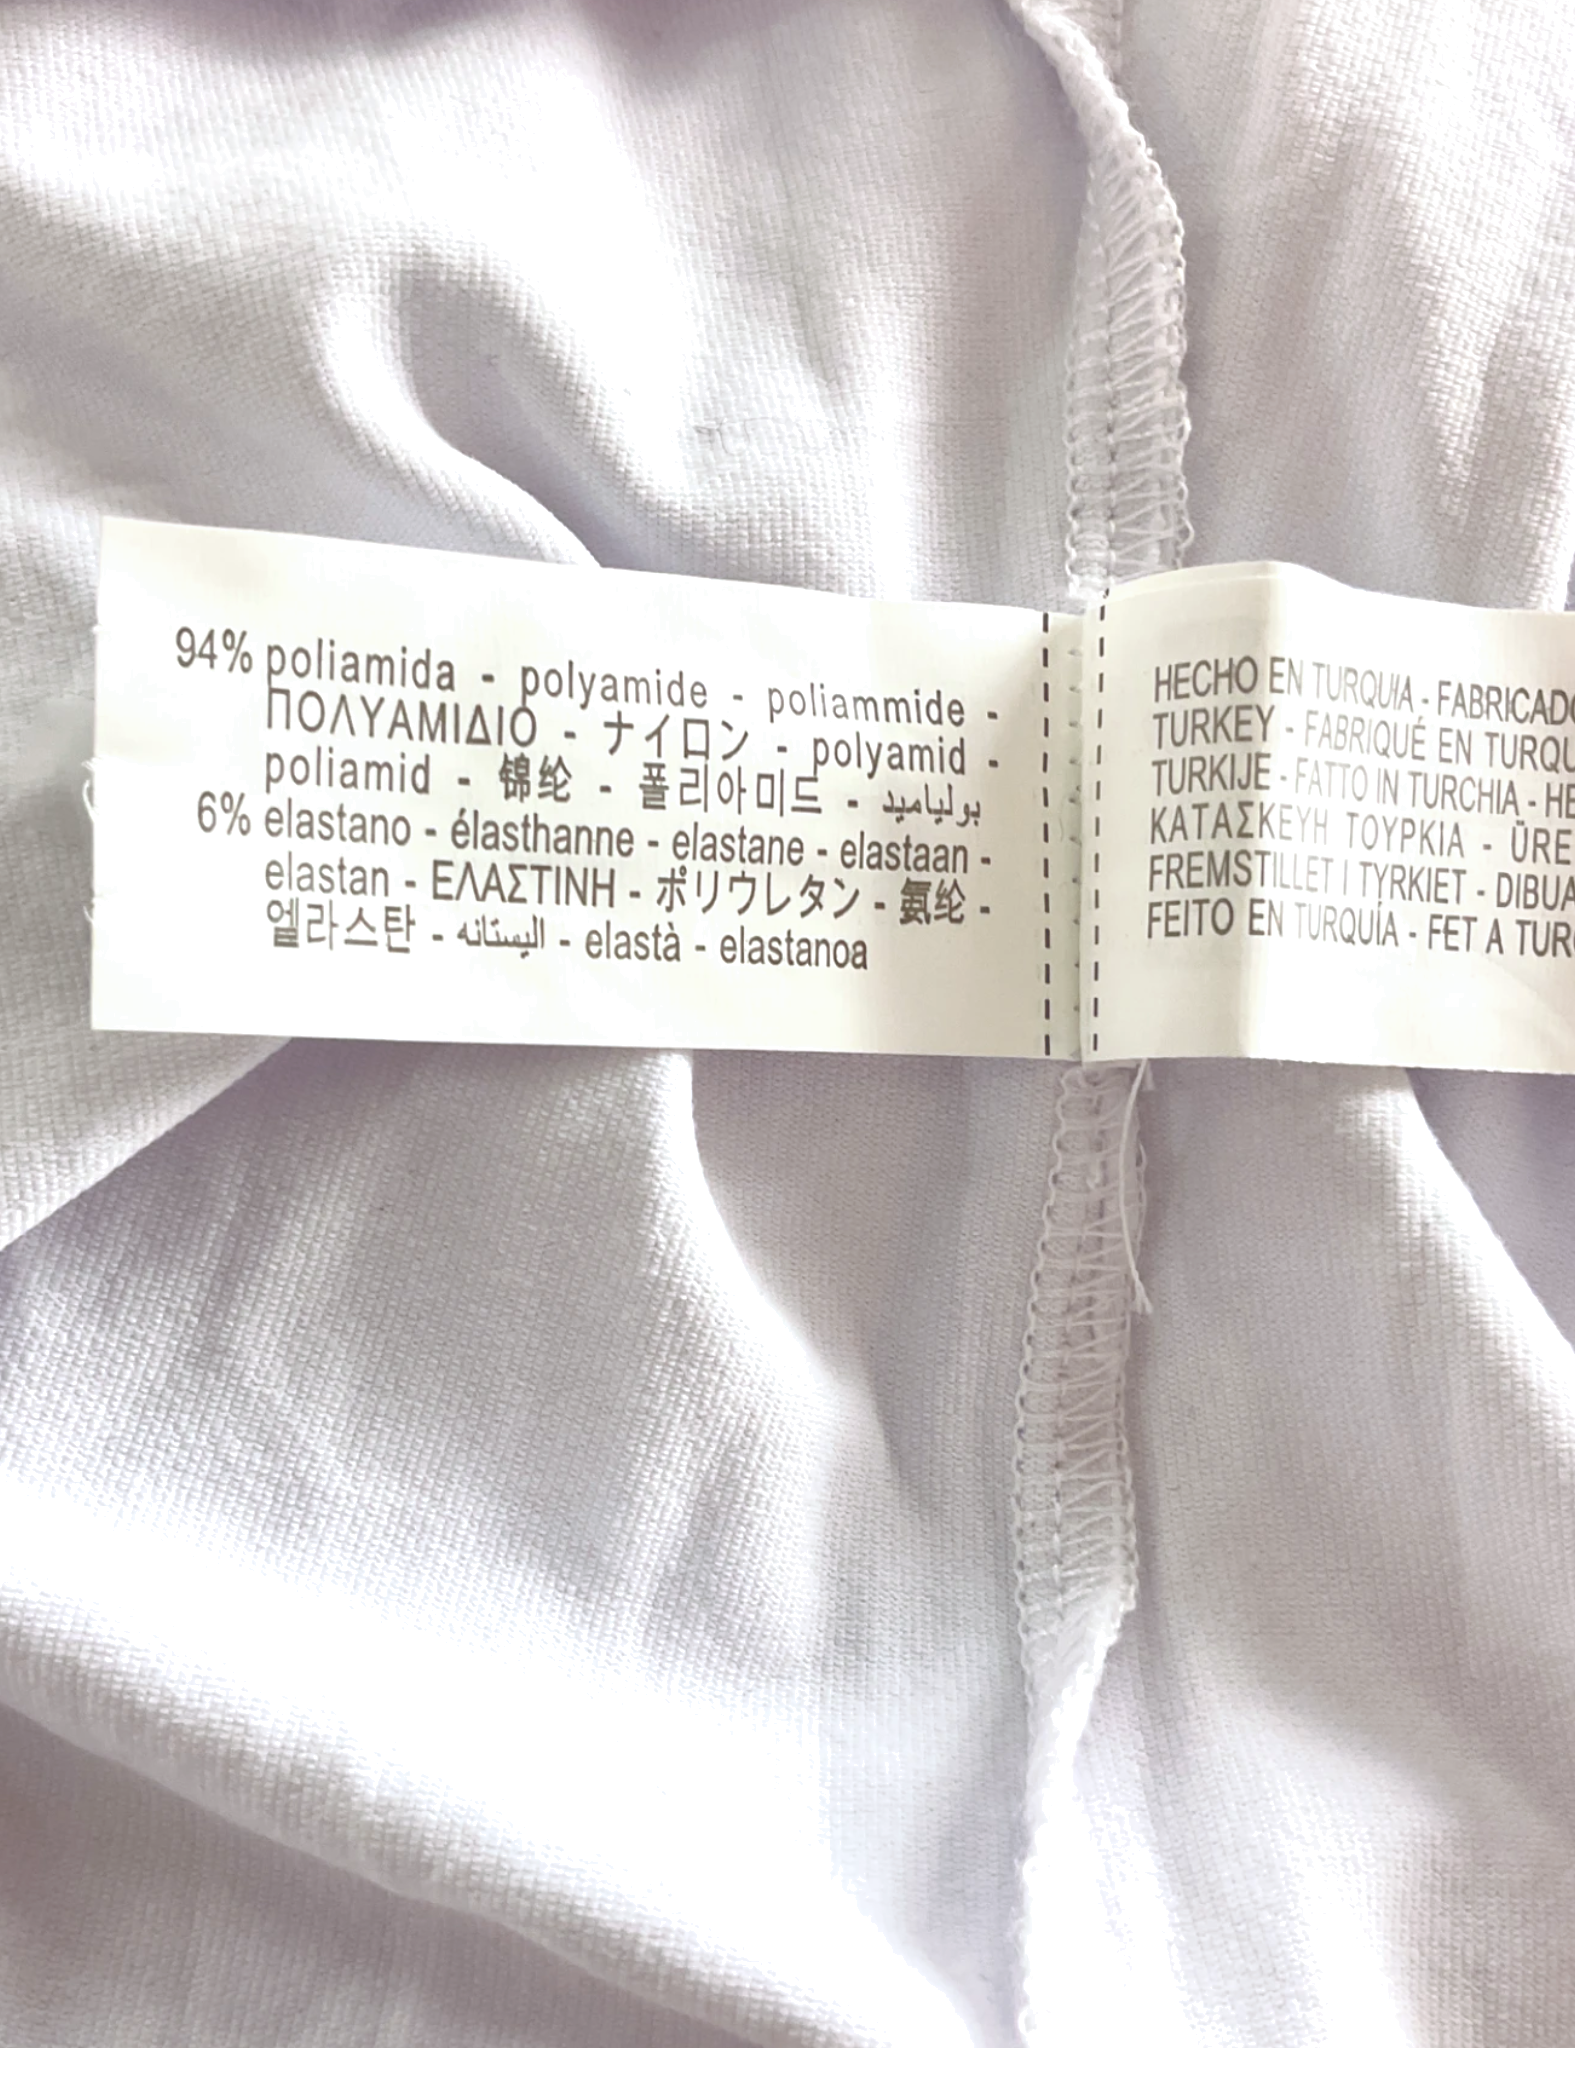 94% poliamida - polyamide - poliammide -
ΠΟΛΥΑΜΙΔΙΟ - ナイロン - polyamid -
poliamid - 锦纶 - 폴리아미드 - بولياميد
6% elastano - élasthanne - elastane - elastaan -
elastan - ΕΛΑΣΤΙΝΗ - ポリウレタン - 氨纶 -
엘라스탄 - اليستانه - elastà - elastanoa
HECHO EN TURQUIA - FABRICADO
TURKEY - FABRIQUÉ EN TURQU
TURKIJE - FATTO IN TURCHIA - HE
ΚΑΤΑΣΚΕΥΗ ΤΟΥΡΚΙΑ - ÜRE
FREMSTILLET I TYRKIET - DIBUA
FEITO EN TURQUÍA - FET A TUR